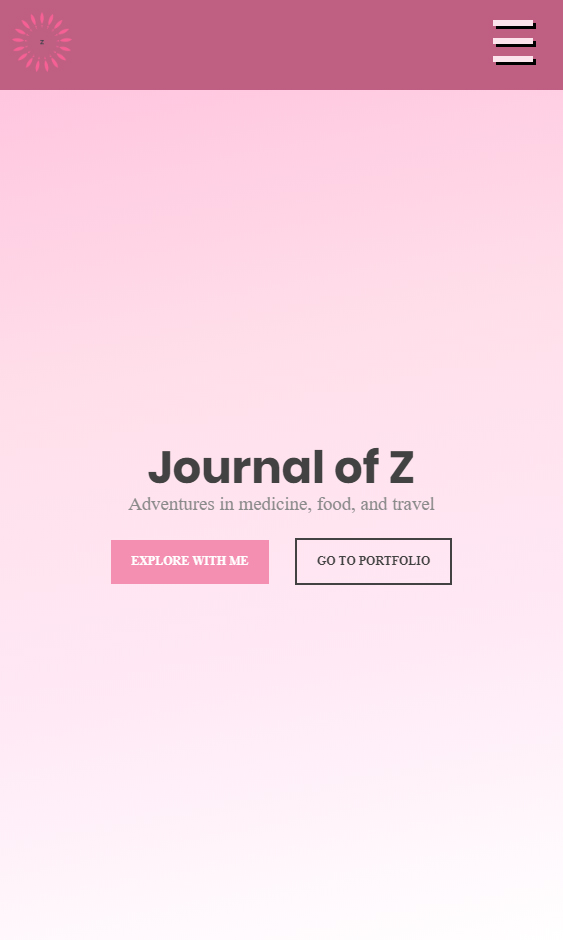 Z
Journal of Z
Adventures in medicine, food, and travel
EXPLORE WITH ME
GO TO PORTFOLIO